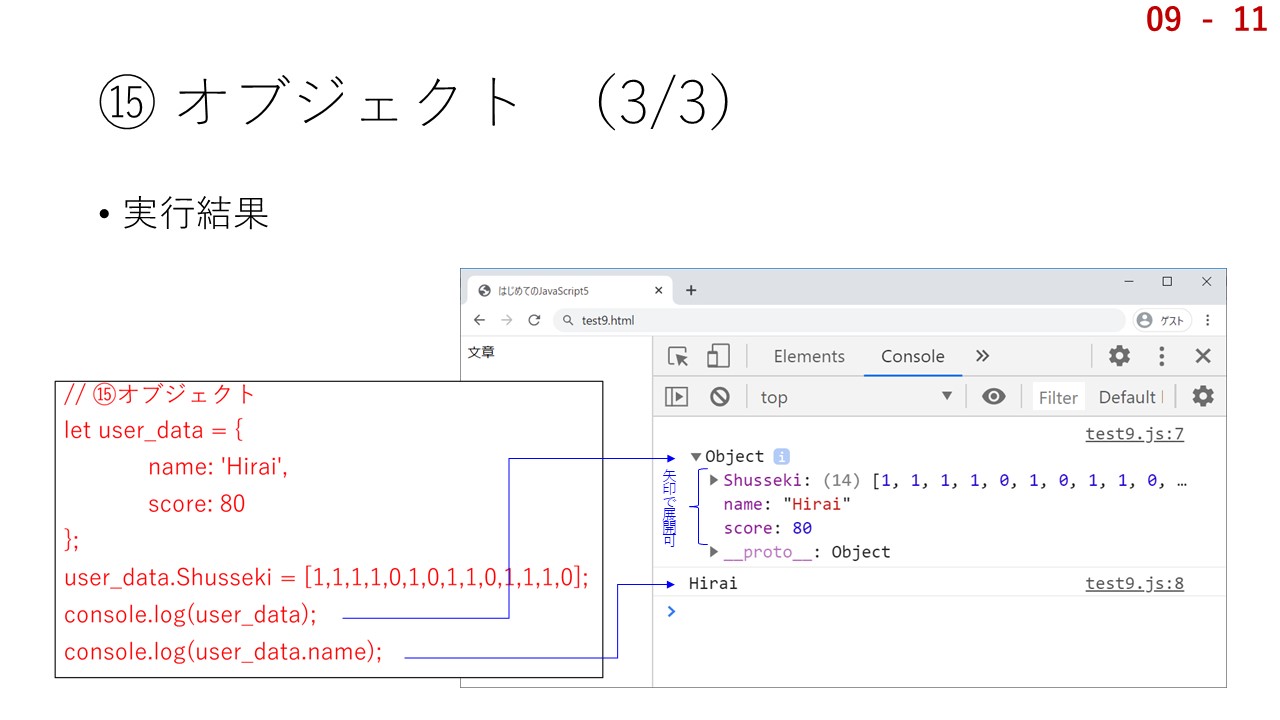 09 - 11
⑮ オブジェクト (3/3)
• 実行結果
はじめてのJavaScript5
test9.html
ゲスト
文章
Elements Console
top Filter Default
// ⑮オブジェクト
let user_data = {
name: 'Hirai',
score: 80
};
user_data.Shusseki = [1,1,1,1,0,1,0,1,1,0,1,1,1,0];
console.log(user_data);
console.log(user_data.name);
矢印で展開可
test9.js:7
▼Object i
▶Shusseki: (14) [1, 1, 1, 1, 0, 1, 0, 1, 1, 0, …
name: "Hirai"
score: 80
▶__proto__: Object
Hirai test9.js:8